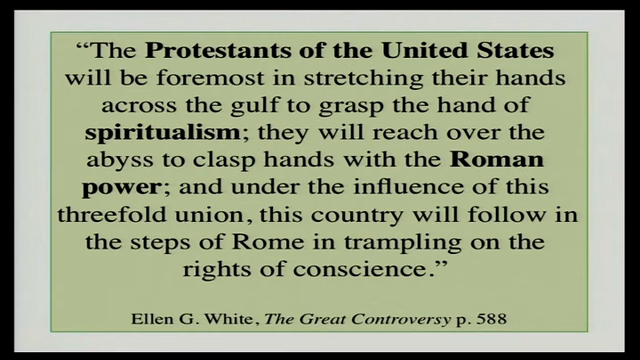 “The Protestants of the United States
will be foremost in stretching their hands
across the gulf to grasp the hand of
spiritualism; they will reach over the
abyss to clasp hands with the Roman
power; and under the influence of this
threefold union, this country will follow in
the steps of Rome in trampling on the
rights of conscience.”
Ellen G. White, The Great Controversy p. 588